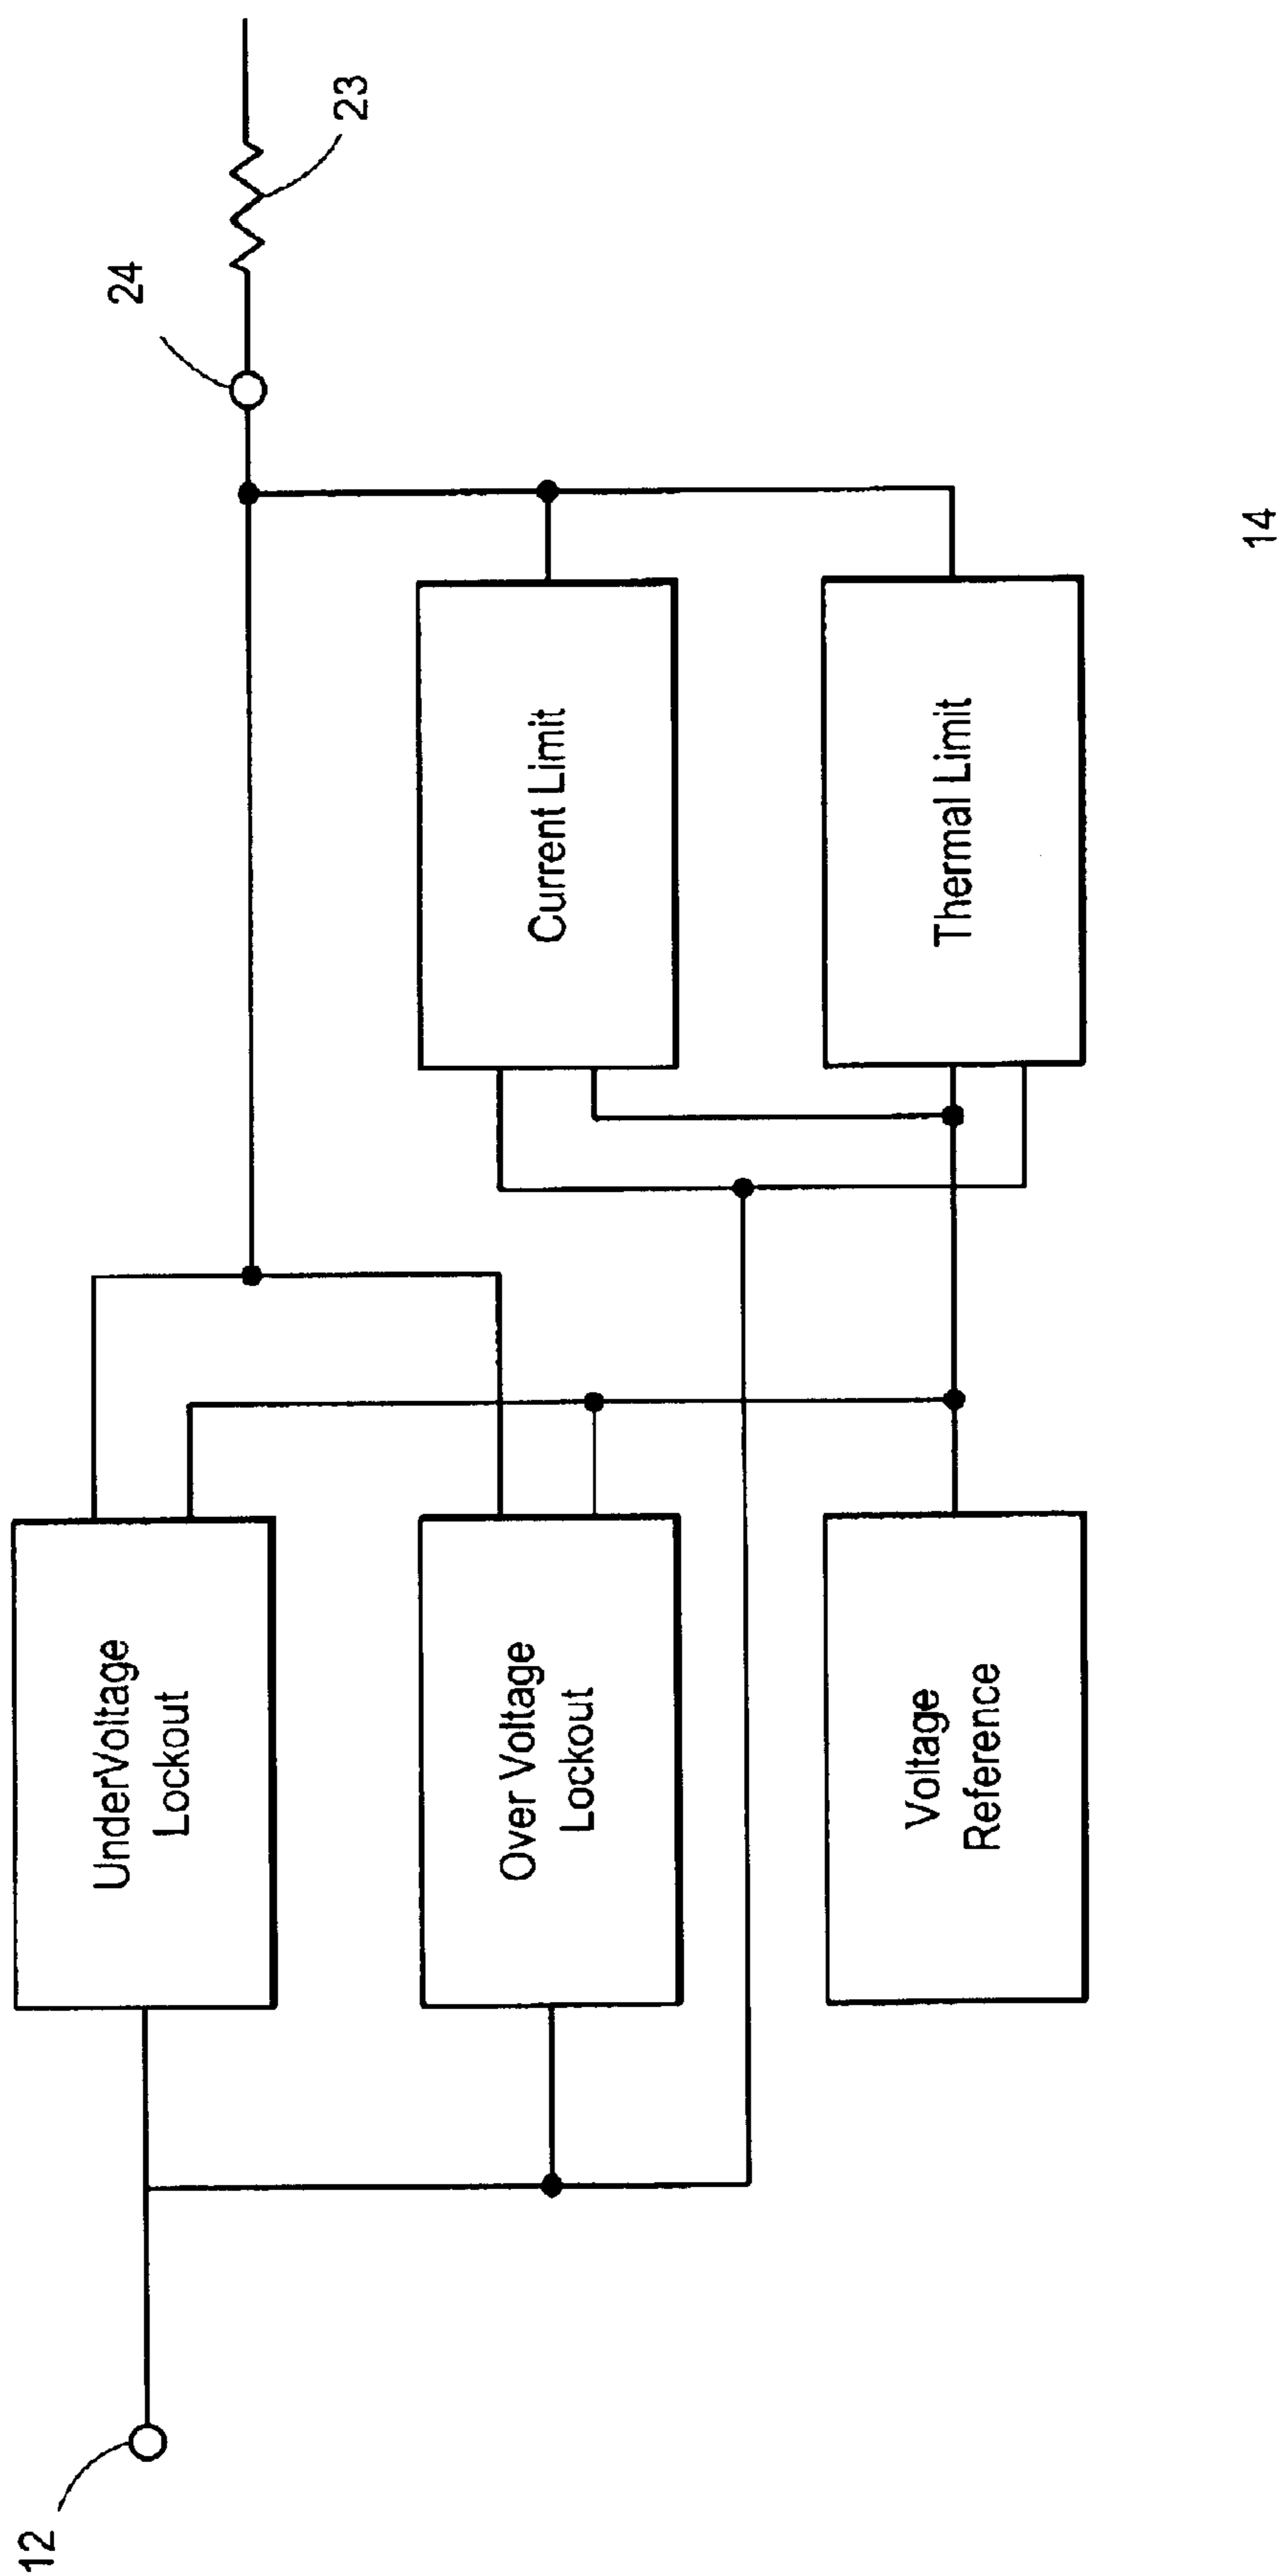 24
23
12
UnderVoltage
Lockout
Over Voltage
Lockout
Current Limit
Voltage
Reference
Thermal Limit
14